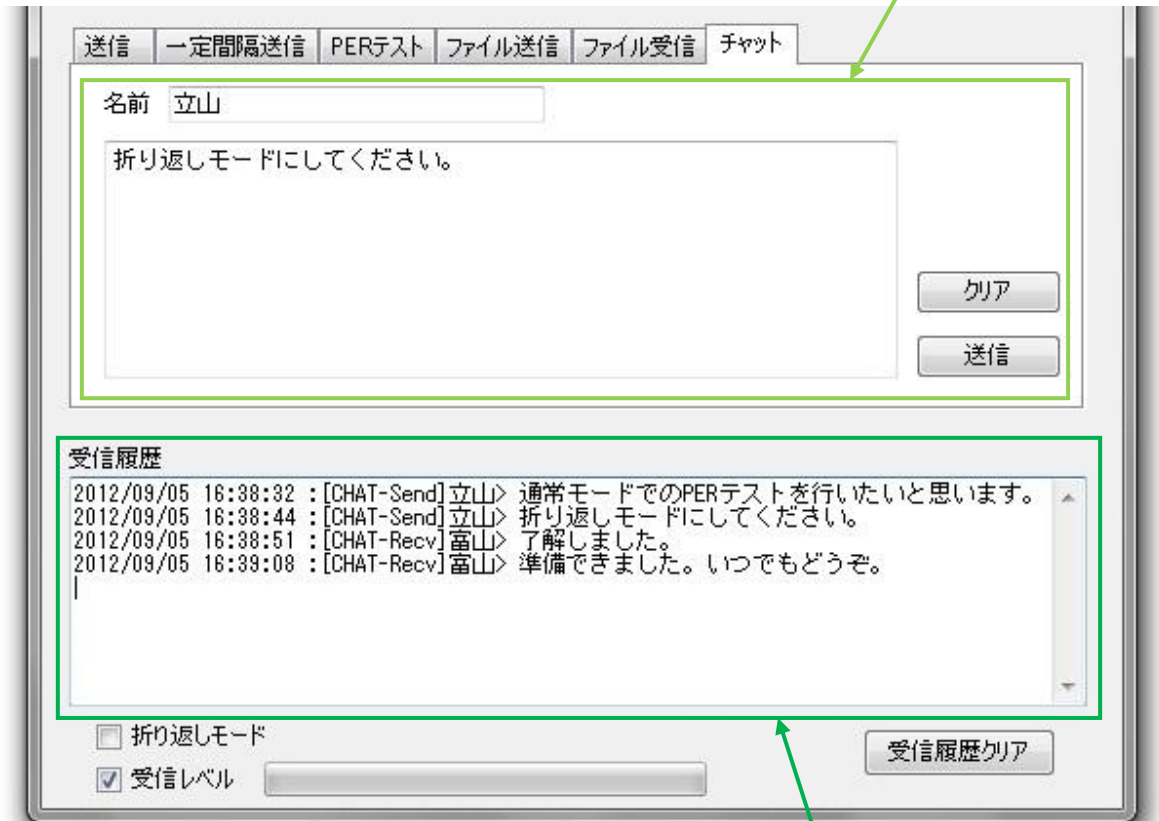 送信 一定間隔送信 PERテスト ファイル送信 ファイル受信 チャット
名前 立山
折り返しモードにしてください。
クリア
送信
受信履歴
2012/09/05 16:38:32 :[CHAT-Send]立山> 通常モードでのPERテストを行いたいと思います。
2012/09/05 16:38:44 :[CHAT-Send]立山> 折り返しモードにしてください。
2012/09/05 16:38:51 :[CHAT-Recv]富山> 了解しました。
2012/09/05 16:39:08 :[CHAT-Recv]富山> 準備できました。いつでもどうぞ。
折り返しモード
受信履歴クリア
受信レベル